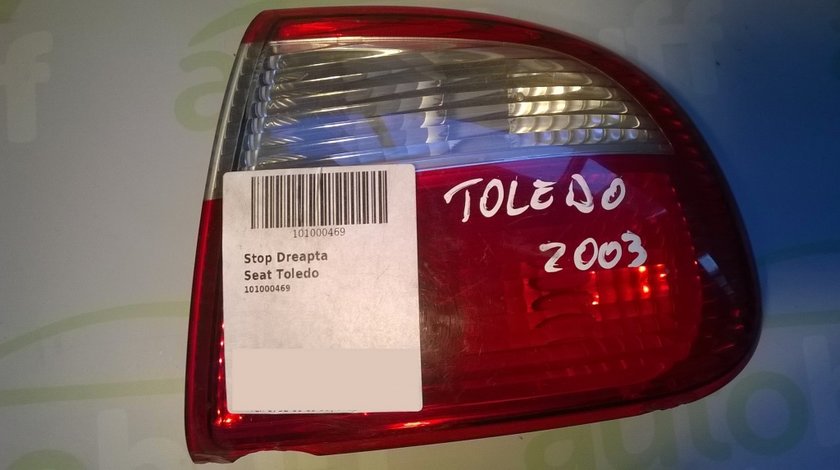 TOLEDO
2003
101000469
Stop Dreapta
Seat Toledo
101000469